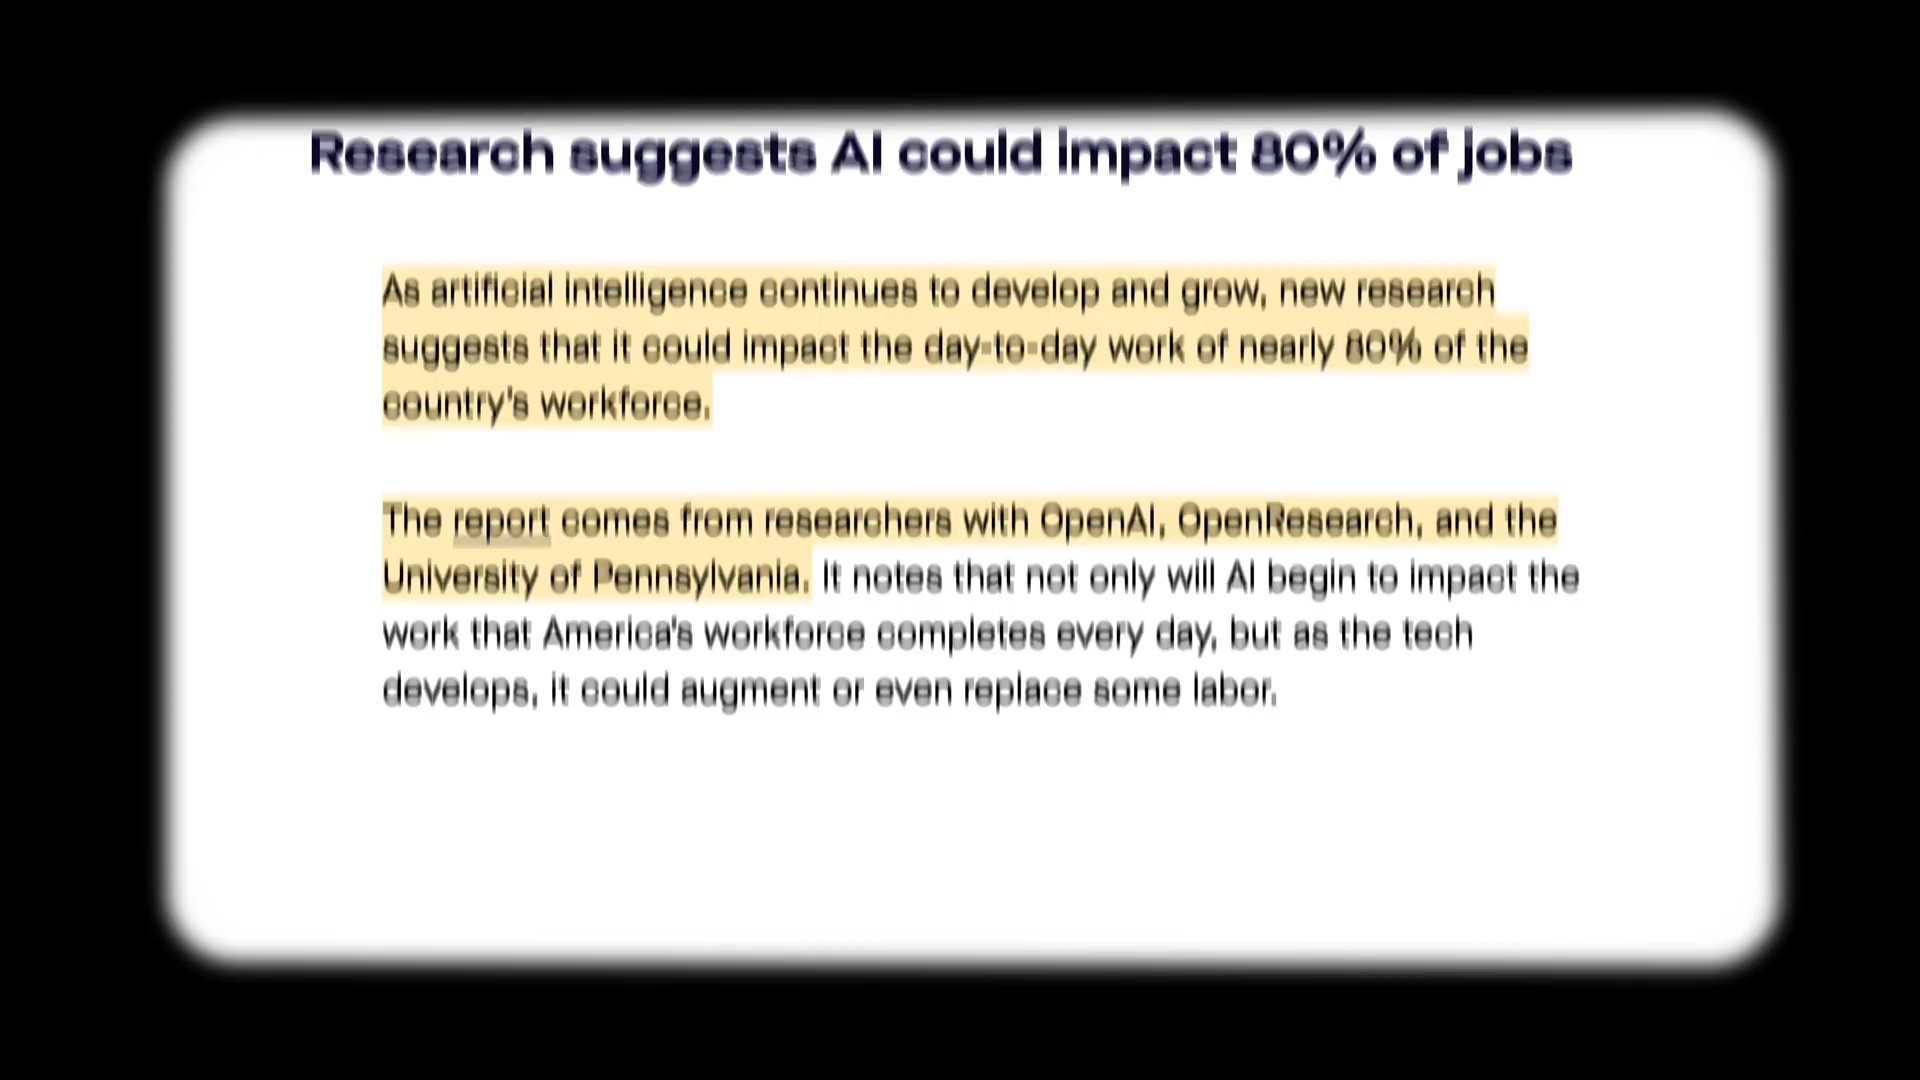 Research suggests AI could impact 80% of jobs
As artificial intelligence continues to develop and grow, new research
suggests that it could impact the day-to-day work of nearly 80% of the
country's workforce.
The report comes from researchers with OpenAI, OpenResearch, and the
University of Pennsylvania. It notes that not only will AI begin to impact the
work that America's workforce completes every day, but as the tech
develops, it could augment or even replace some labor.